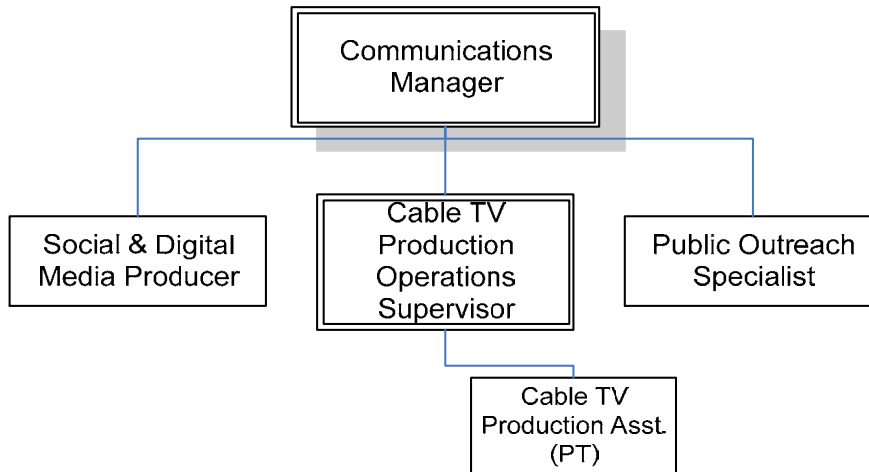 Communications
Manager
Social & Digital
Media Producer
Cable TV
Production
Operations
Supervisor
Public Outreach
Specialist
Cable TV
Production Asst.
(PT)